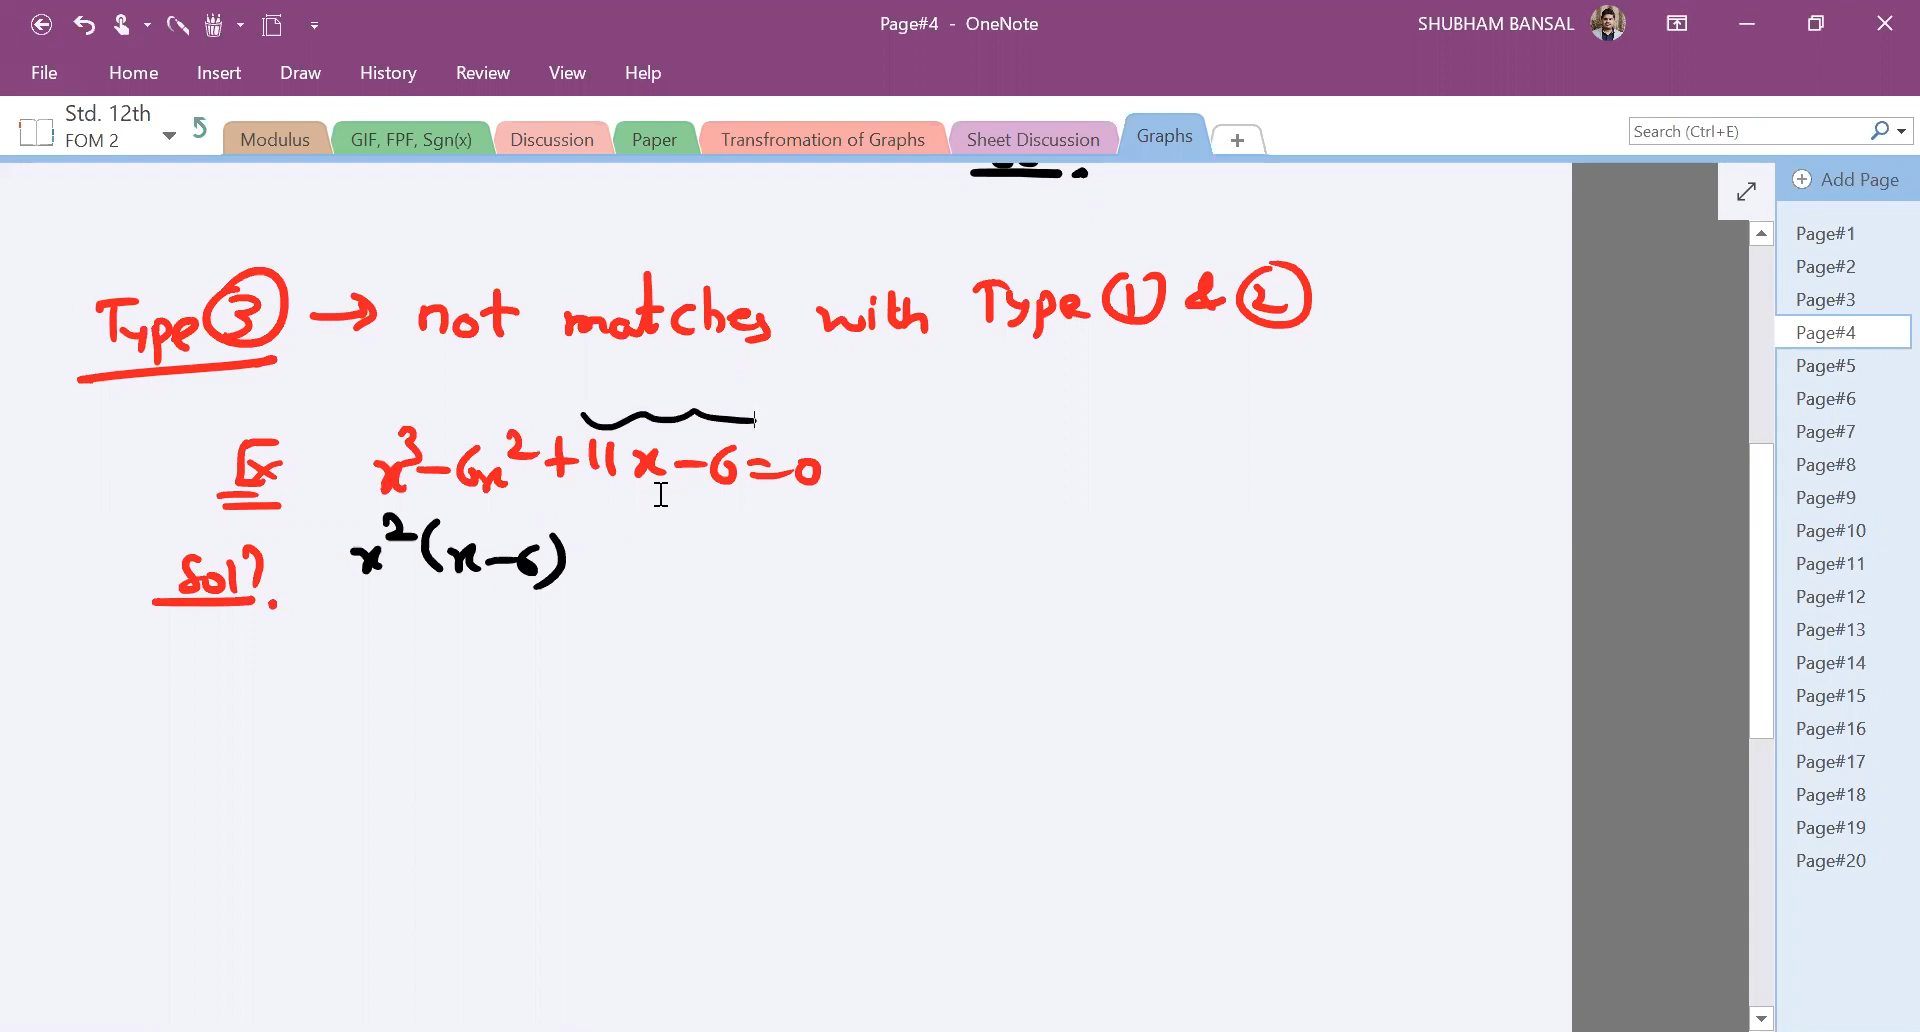 Page#4 - OneNote
SHUBHAM BANSAL
File Home Insert Draw History Review View Help
Std. 12th
FOM 2
Modulus GIF, FPF, Sgn(x) Discussion Paper Transfromation of Graphs Sheet Discussion Graphs +
Search (Ctrl+E)
Add Page
Type ③ → not matches with Type ① & ②
Ex x³-6x²+11x-6=0
Solⁿ. x²(x-6)
Page#1
Page#2
Page#3
Page#4
Page#5
Page#6
Page#7
Page#8
Page#9
Page#10
Page#11
Page#12
Page#13
Page#14
Page#15
Page#16
Page#17
Page#18
Page#19
Page#20